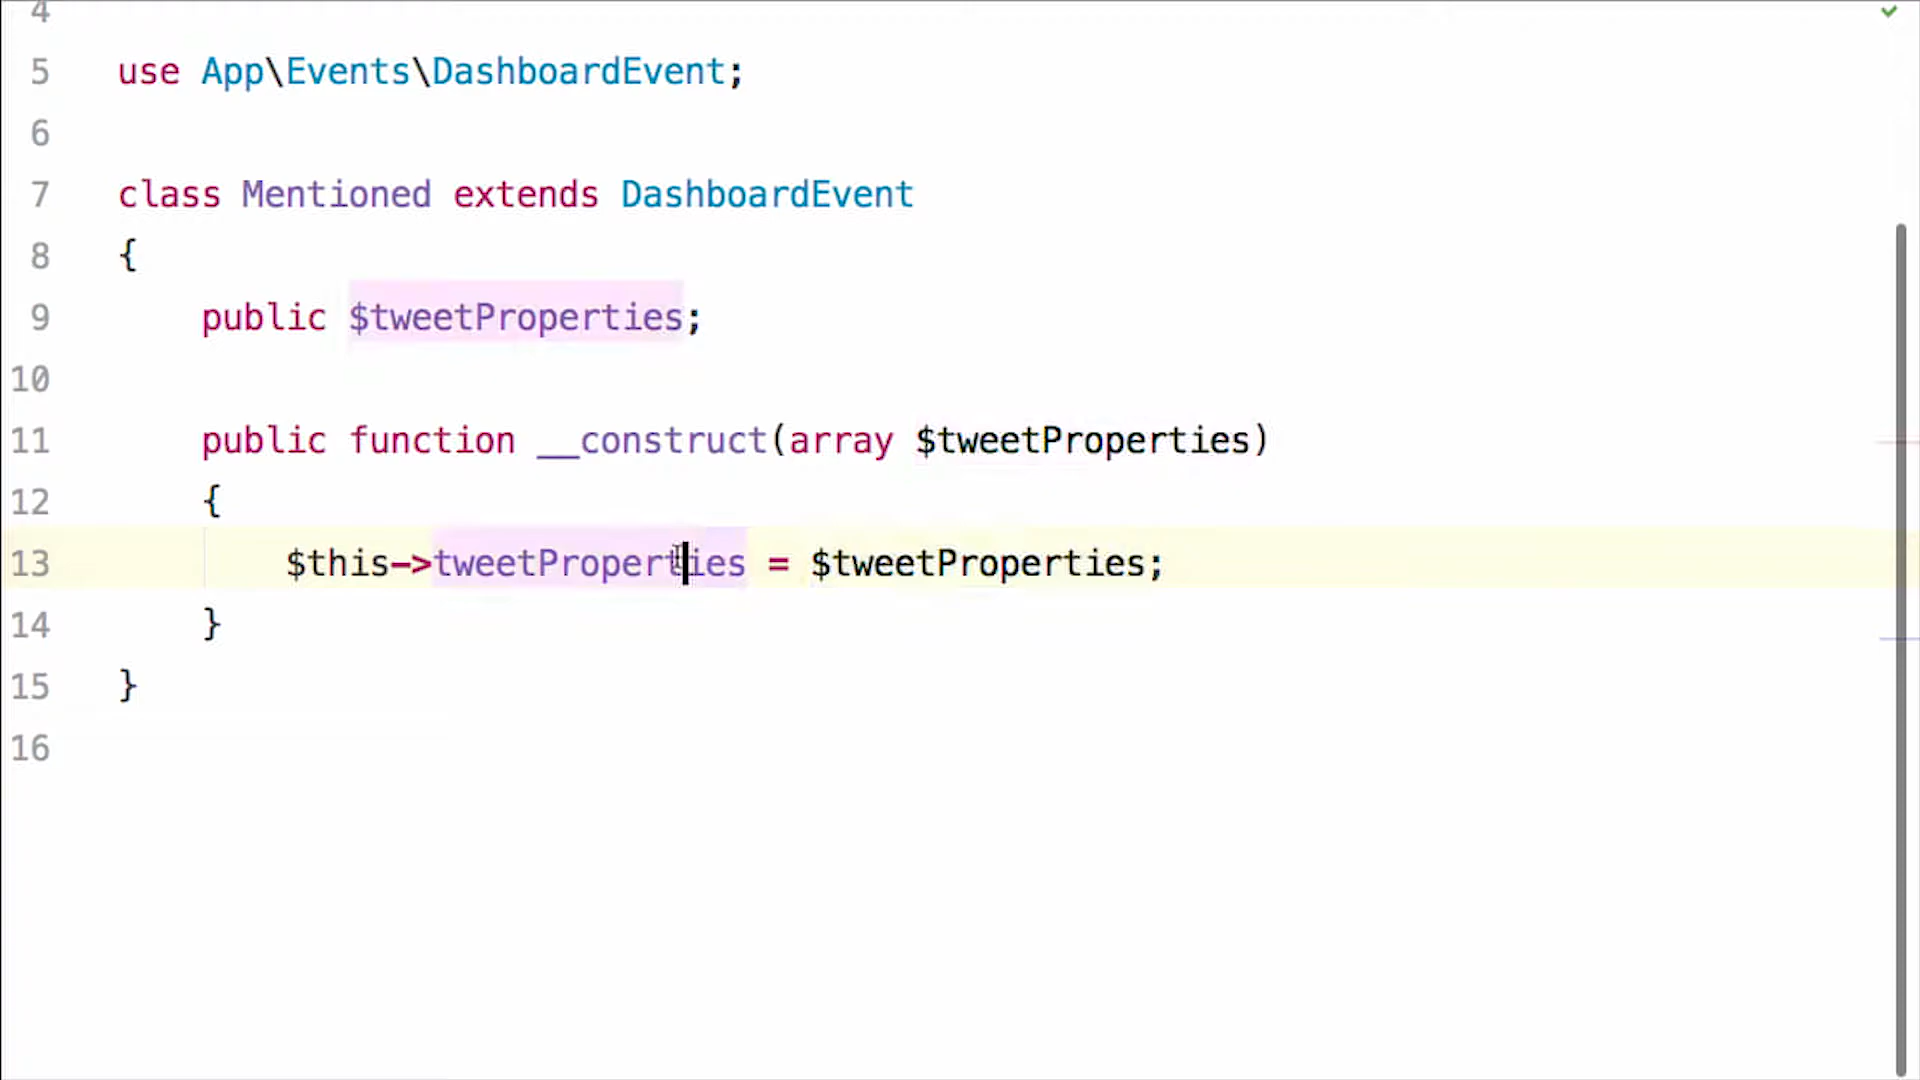 4
5 use App\Events\DashboardEvent;
6
7 class Mentioned extends DashboardEvent
8 {
9 public $tweetProperties;
10
11 public function __construct(array $tweetProperties)
12 {
13 $this->tweetProperties = $tweetProperties;
14 }
15 }
16